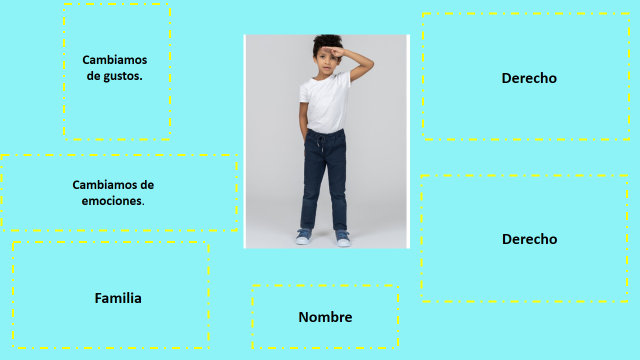 Cambiamos
de gustos.
Derecho
Cambiamos de
emociones.
Derecho
Familia
Nombre